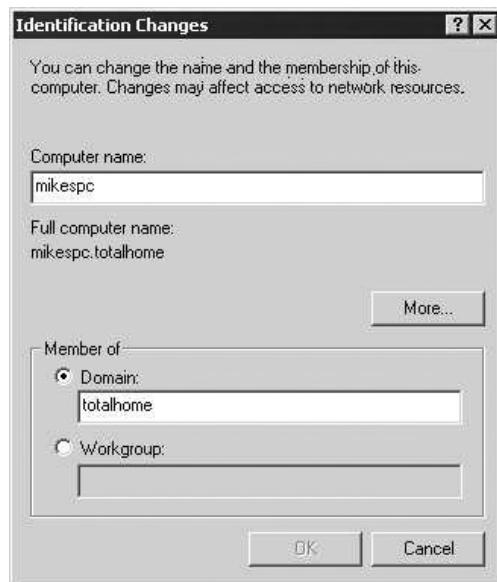 Identification Changes
You can change the name and the membership of this
computer. Changes may affect access to network resources.
Computer name:
mikespc
Full computer name:
mikespc.totalhome
More...
Member of
Domain:
totalhome
Workgroup:
OK
Cancel